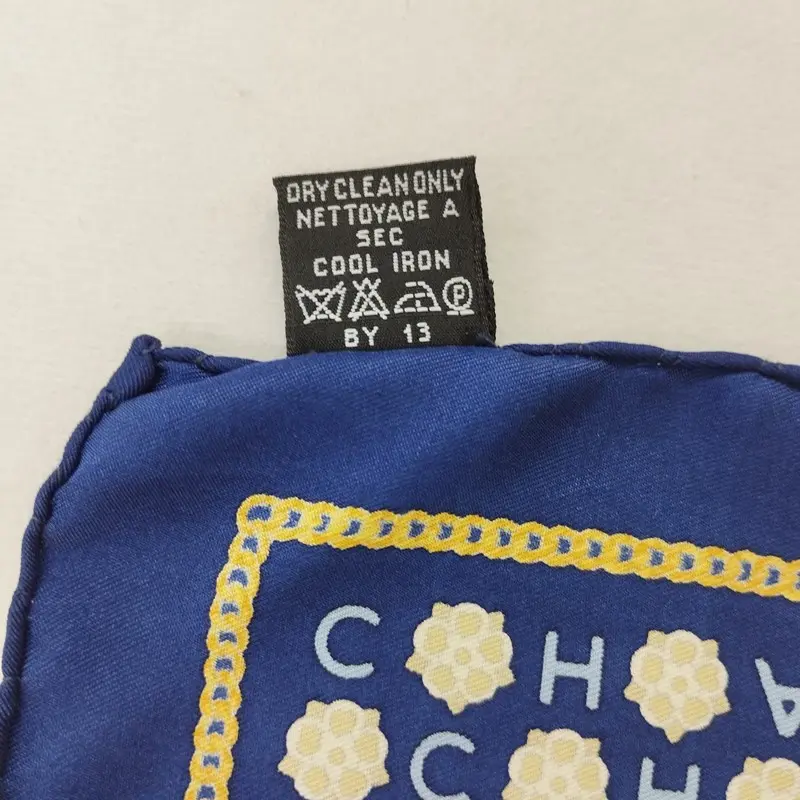 DRY CLEAN ONLY
NETTOYAGE A
SEC
COOL IRON
P
BY 13
C H A
C H